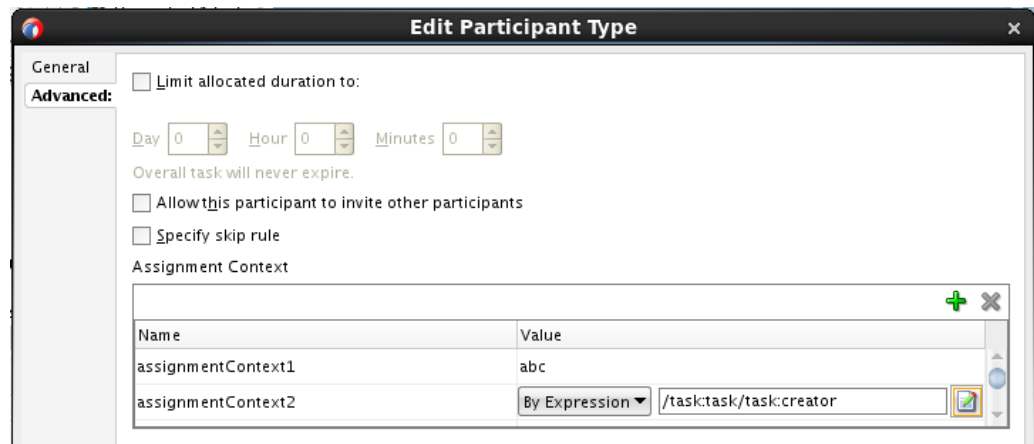 Edit Participant Type
General
Advanced:
Limit allocated duration to:
Day 0 Hour 0 Minutes 0
Overall task will never expire.
Allow this participant to invite other participants
Specify skip rule
Assignment Context
Name Value
assignmentContext1 abc
assignmentContext2 By Expression /task:task/task:creator